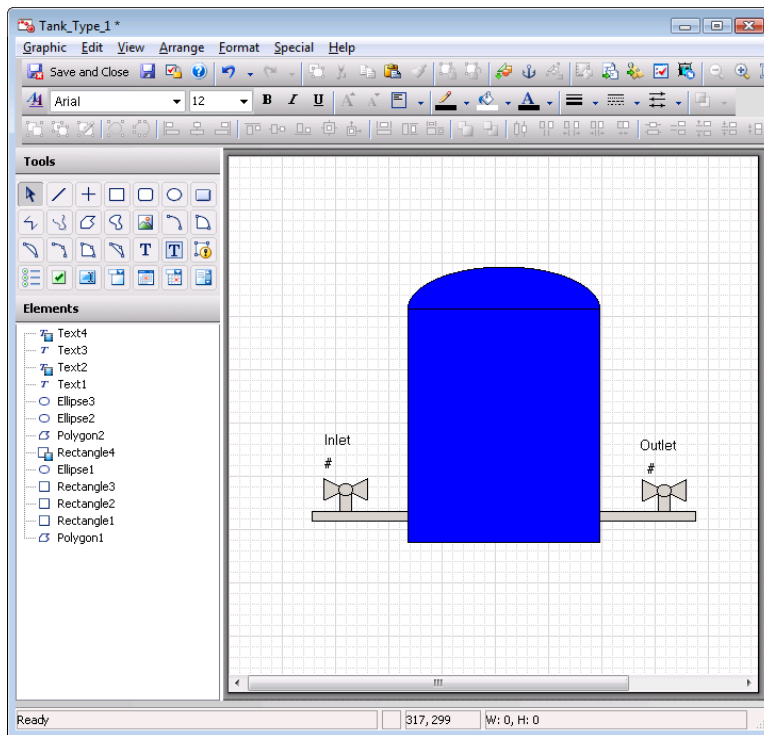 Tank_Type_1 *
Graphic Edit View Arrange Format Special Help
Save and Close
Arial 12 B I U A A A
Tools
T T
Elements
Text4
Text3
Text2
Text1
Ellipse3
Ellipse2
Polygon2
Rectangle4
Ellipse1
Rectangle3
Rectangle2
Rectangle1
Polygon1
Inlet
#
Outlet
#
Ready 317, 299 W: 0, H: 0